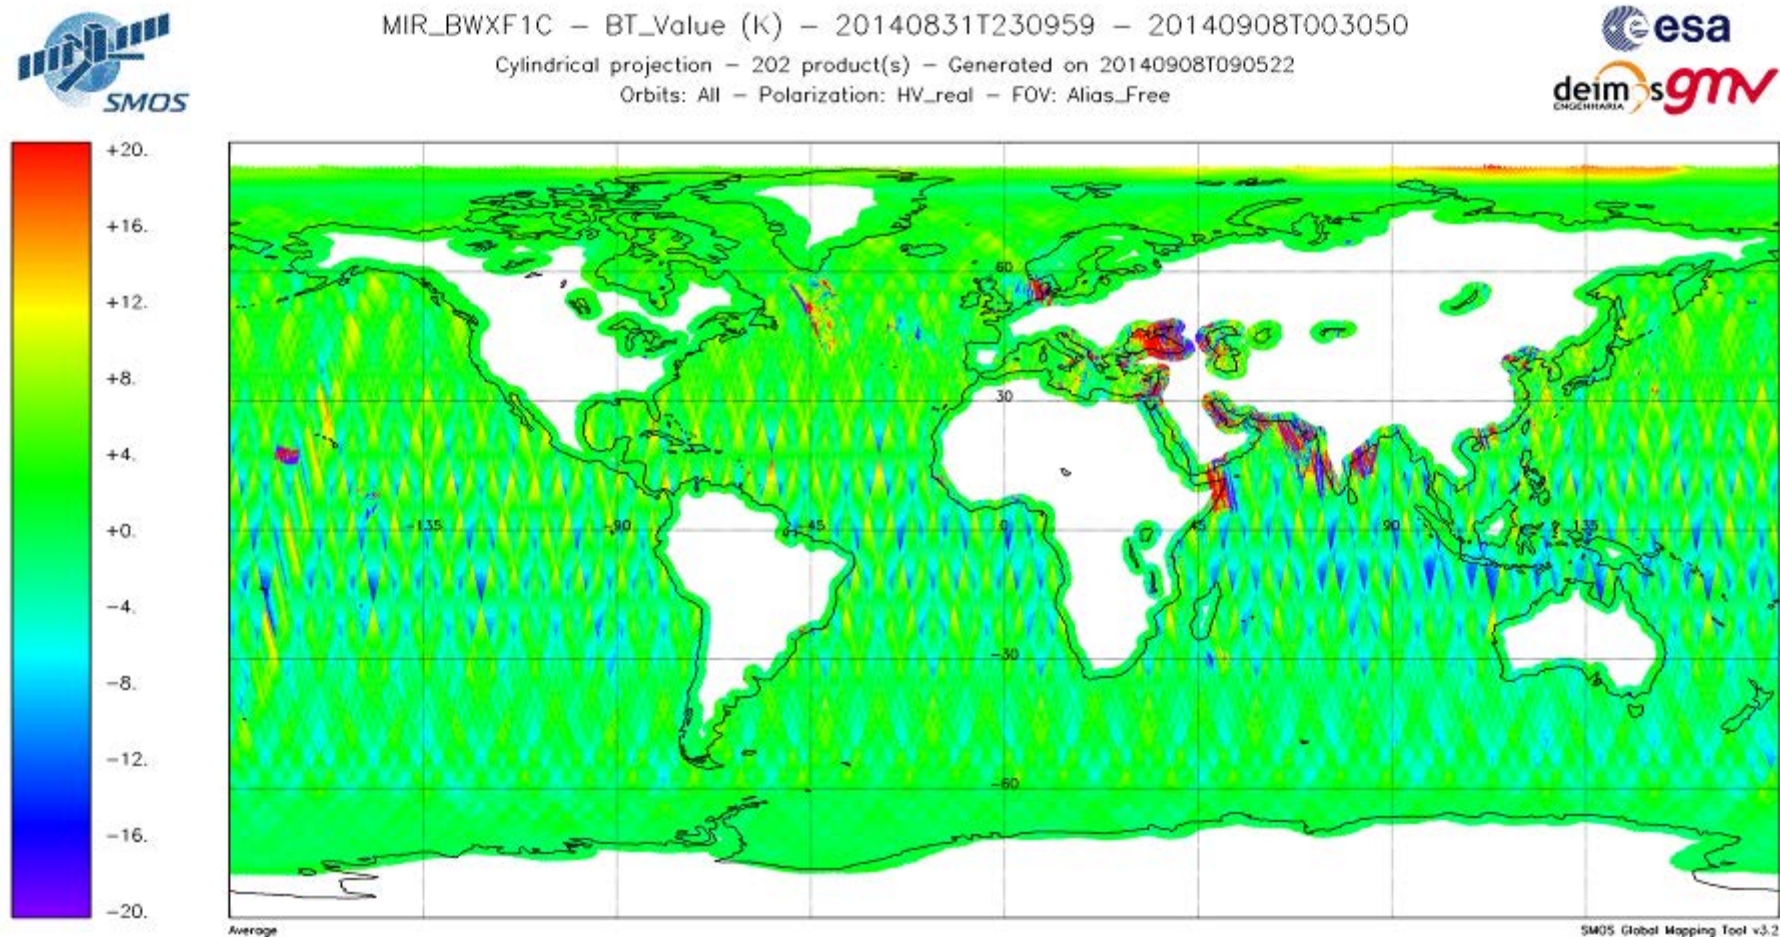 MIR_BWXF1C – BT_Value (K) – 20140831T230959 – 20140908T003050
Cylindrical projection – 202 product(s) – Generated on 20140908T090522
Orbits: All – Polarization: HV_real – FOV: Alias_Free
SMOS
esa
deimos
ENGENHARIA
gmv
+20.
+16.
+12.
+8.
+4.
+0.
−4.
−8.
−12.
−16.
−20.
60
30
−135
−90
−45
0
45
90
135
−30
−60
Average
SMOS Global Mapping Tool v3.2